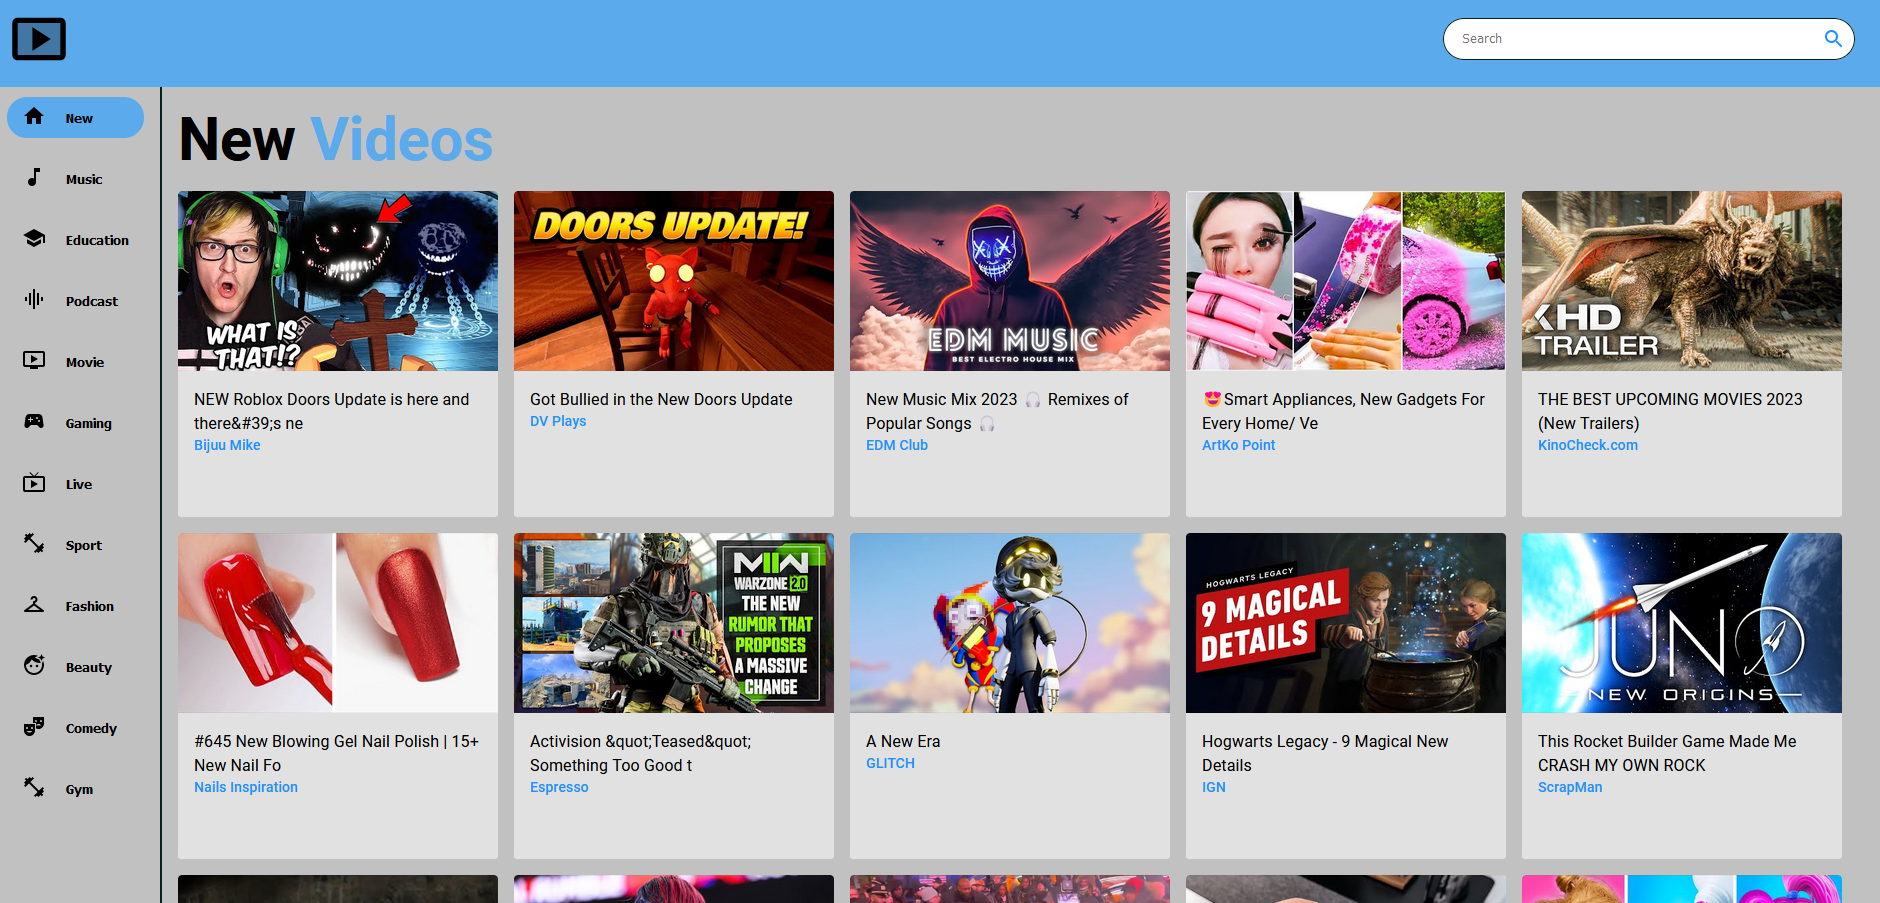 Search
New
Music
Education
Podcast
Movie
Gaming
Live
Sport
Fashion
Beauty
Comedy
Gym
New Videos
WHAT IS
THAT!?
NEW Roblox Doors Update is here and
there&#39;s ne
Bijuu Mike
DOORS UPDATE!
Got Bullied in the New Doors Update
DV Plays
EDM MUSIC
BEST ELECTRO HOUSE MIX
New Music Mix 2023 🎧 Remixes of
Popular Songs 🎧
EDM Club
😍Smart Appliances, New Gadgets For
Every Home/ Ve
ArtKo Point
KHD
TRAILER
THE BEST UPCOMING MOVIES 2023
(New Trailers)
KinoCheck.com
#645 New Blowing Gel Nail Polish | 15+
New Nail Fo
Nails Inspiration
MW
WARZONE 2.0
THE NEW
RUMOR THAT
PROPOSES
A MASSIVE
CHANGE
Activision &quot;Teased&quot;
Something Too Good t
Espresso
A New Era
GLITCH
HOGWARTS LEGACY
9 MAGICAL
DETAILS
Hogwarts Legacy - 9 Magical New
Details
IGN
JUNO
NEW ORIGINS
This Rocket Builder Game Made Me
CRASH MY OWN ROCK
ScrapMan